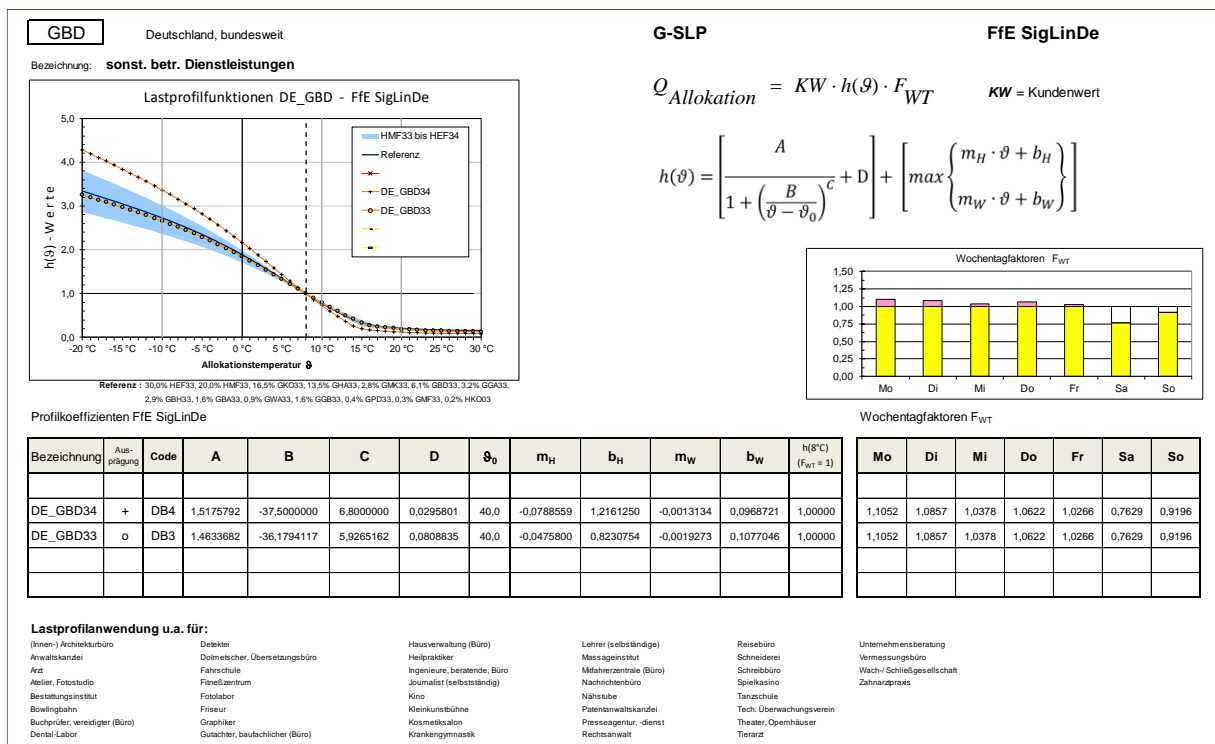 GBD
Deutschland, bundesweit
G-SLP
FfE SigLinDe
Bezeichnung: sonst. betr. Dienstleistungen
Lastprofilfunktionen DE_GBD - FfE SigLinDe
5,0
4,0
3,0
2,0
1,0
0,0
h(ϑ) - Werte
-20 °C -15 °C -10 °C -5 °C 0 °C 5 °C 10 °C 15 °C 20 °C 25 °C 30 °C
Allokationstemperatur ϑ
HMF33 bis HEF34
Referenz
DE_GBD34
DE_GBD33
Referenz : 30,0% HEF33, 20,0% HMF33, 16,5% GKO33, 13,5% GHA33, 2,8% GMK33, 6,1% GBD33, 3,2% GGA33,
2,9% GBH33, 1,6% GBA33, 0,9% GWA33, 1,6% GGB33, 0,4% GPD33, 0,3% GMF33, 0,2% HKO03
Q Allokation = KW · h(ϑ) · F WT
KW = Kundenwert
h(ϑ) = [ A / (1 + (B / (ϑ − ϑ0))^C) + D ] + [ max { mH · ϑ + bH ; mW · ϑ + bW } ]
Wochentagfaktoren FWT
1,50
1,25
1,00
0,75
0,50
0,25
0,00
Mo Di Mi Do Fr Sa So
Profilkoeffizienten FfE SigLinDe
Bezeichnung Aus-prägung Code A B C D ϑ0 mH bH mW bW h(8°C) (FWT = 1)
DE_GBD34 + DB4 1,5175792 -37,5000000 6,8000000 0,0295801 40,0 -0,0788559 1,2161250 -0,0013134 0,0968721 1,00000
DE_GBD33 o DB3 1,4633682 -36,1794117 5,9265162 0,0808835 40,0 -0,0475800 0,8230754 -0,0019273 0,1077046 1,00000
Wochentagfaktoren FWT
Mo Di Mi Do Fr Sa So
1,1052 1,0857 1,0378 1,0622 1,0266 0,7629 0,9196
1,1052 1,0857 1,0378 1,0622 1,0266 0,7629 0,9196
Lastprofilanwendung u.a. für:
(Innen-) Architekturbüro
Anwaltskanzlei
Arzt
Atelier, Fotostudio
Bestattungsinstitut
Bowlingbahn
Buchprüfer, vereidigter (Büro)
Dental-Labor
Detektei
Dolmetscher, Übersetzungsbüro
Fahrschule
Fitneßzentrum
Fotolabor
Friseur
Graphiker
Gutachter, baufachlicher (Büro)
Hausverwaltung (Büro)
Heilpraktiker
Ingenieure, beratende, Büro
Journalist (selbstständig)
Kino
Kleinkunstbühne
Kosmetiksalon
Krankengymnastik
Lehrer (selbständige)
Massageinstitut
Mitfahrerzentrale (Büro)
Nachrichtenbüro
Nähstube
Patentanwaltskanzlei
Presseagentur, -dienst
Rechtsanwalt
Reisebüro
Schneiderei
Schreibbüro
Spielkasino
Tanzschule
Tech. Überwachungsverein
Theater, Opernhäuser
Tierarzt
Unternehmensberatung
Vermessungsbüro
Wach-/ Schließgesellschaft
Zahnarztpraxis